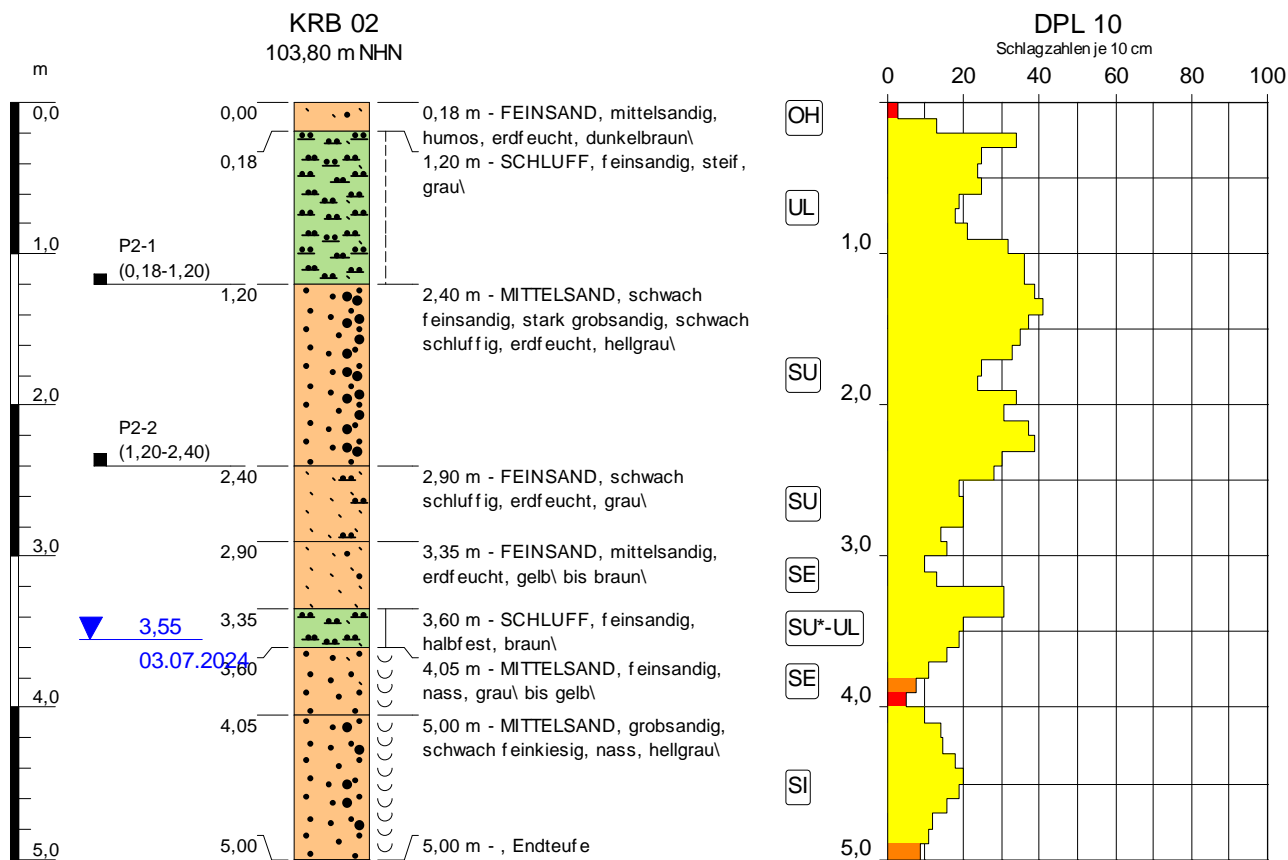 KRB 02
103,80 m NHN
DPL 10
Schlagzahlen je 10 cm
m
0 20 40 60 80 100
0,0
0,00
0,18 m - FEINSAND, mittelsandig,
humos, erdfeucht, dunkelbraun\
OH
0,18
1,20 m - SCHLUFF, feinsandig, steif,
grau\
UL
1,0
P2-1
(0,18-1,20)
1,0
1,20
2,40 m - MITTELSAND, schwach
feinsandig, stark grobsandig, schwach
schluffig, erdfeucht, hellgrau\
SU
2,0
2,0
P2-2
(1,20-2,40)
2,40
2,90 m - FEINSAND, schwach
schluffig, erdfeucht, grau\
SU
3,0
2,90
3,35 m - FEINSAND, mittelsandig,
erdfeucht, gelb\ bis braun\
SE
3,0
3,35
3,60 m - SCHLUFF, feinsandig,
halbfest, braun\
SU*-UL
3,55
03.07.2024
3,60
4,05 m - MITTELSAND, feinsandig,
nass, grau\ bis gelb\
SE
4,0
4,0
4,05
5,00 m - MITTELSAND, grobsandig,
schwach feinkiesig, nass, hellgrau\
SI
5,0
5,00
5,00 m - , Endteufe
5,0